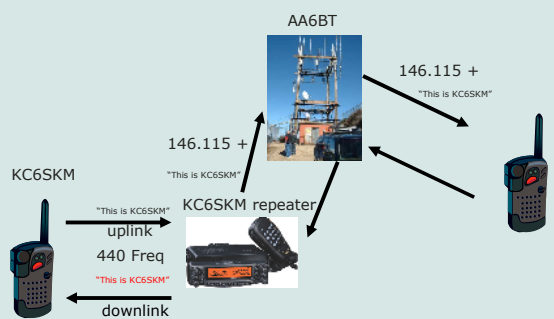 AA6BT
146.115 +
"This is KC6SKM"
146.115 +
"This is KC6SKM"
KC6SKM
KC6SKM repeater
"This is KC6SKM"
uplink
440 Freq
"This is KC6SKM"
downlink